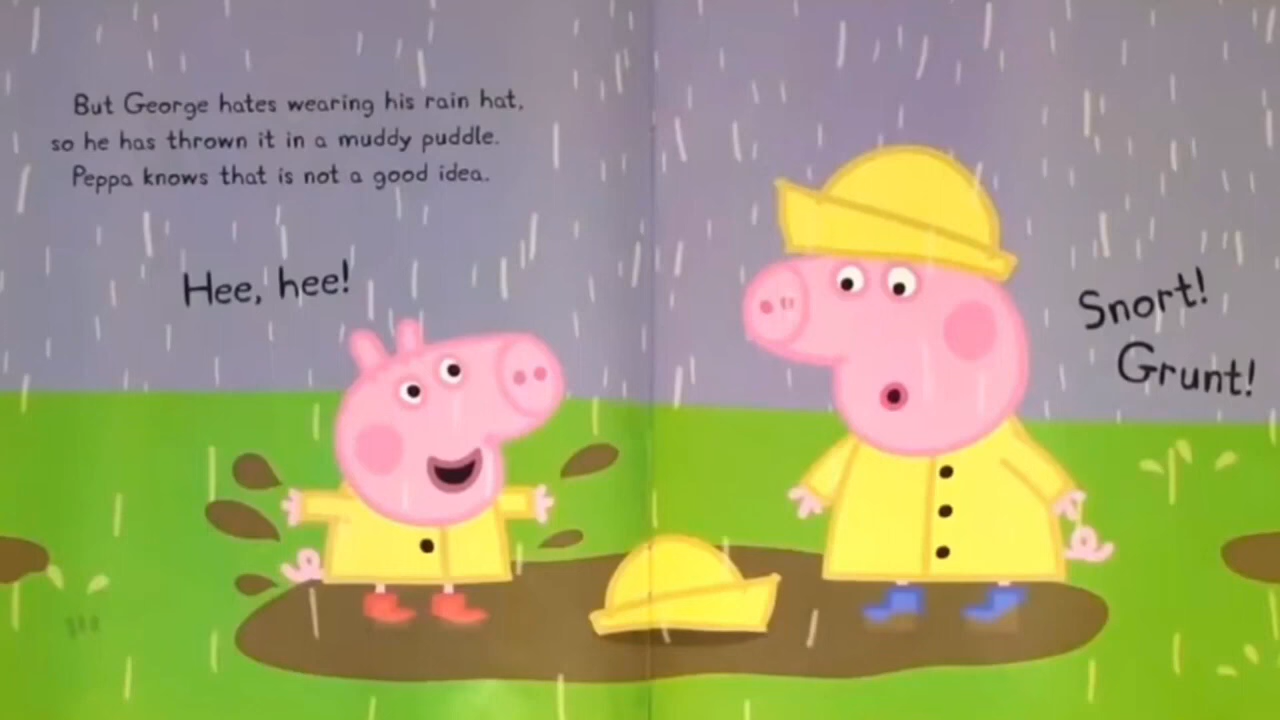 But George hates wearing his rain hat,
so he has thrown it in a muddy puddle.
Peppa knows that is not a good idea.
Hee, hee!
Snort!
Grunt!